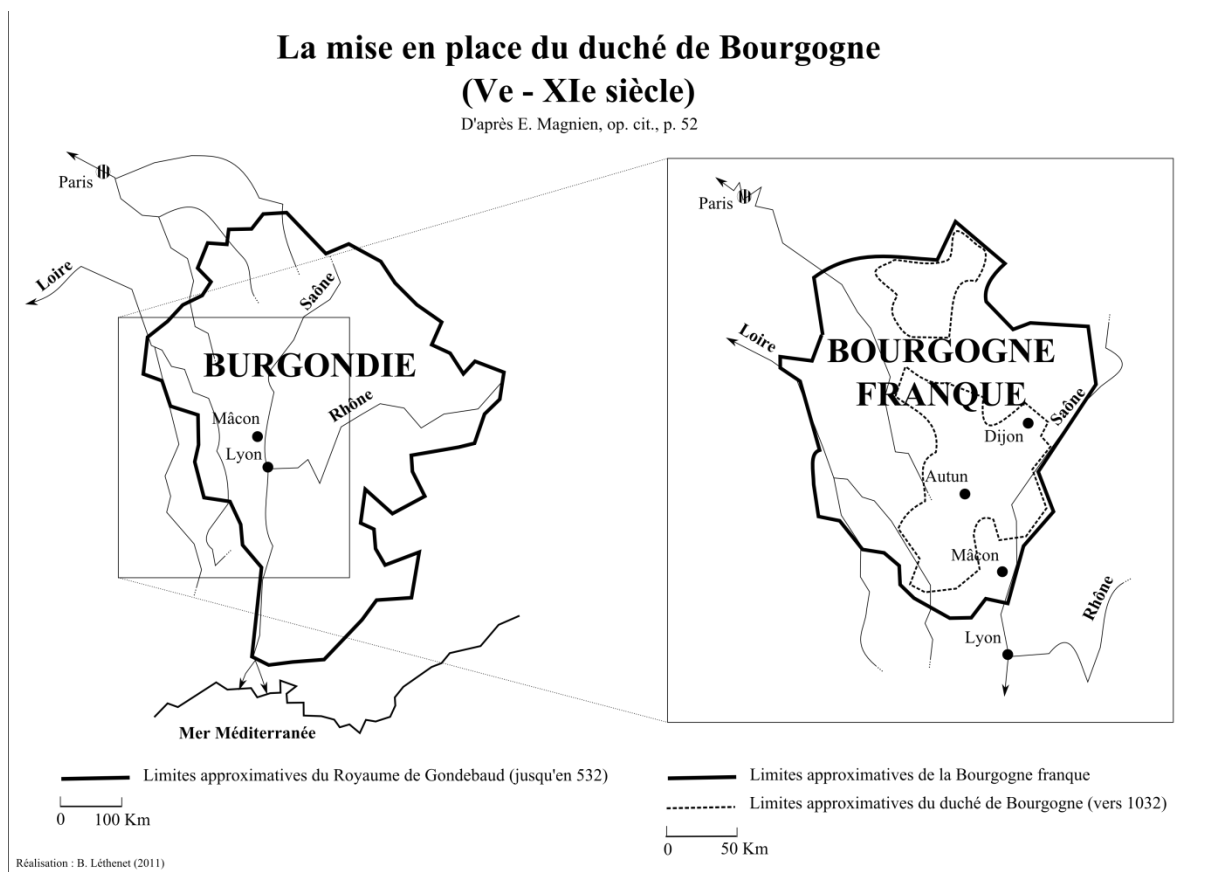 La mise en place du duché de Bourgogne
(Ve - XIe siècle)
D'après E. Magnien, op. cit., p. 52
Paris
Loire
Saône
BURGONDIE
Rhône
Mâcon
Lyon
Mer Méditerranée
Limites approximatives du Royaume de Gondebaud (jusqu'en 532)
0 100 Km
Paris
Loire
BOURGOGNE
FRANQUE
Saône
Dijon
Autun
Mâcon
Rhône
Lyon
Limites approximatives de la Bourgogne franque
Limites approximatives du duché de Bourgogne (vers 1032)
0 50 Km
Réalisation : B. Léthenet (2011)